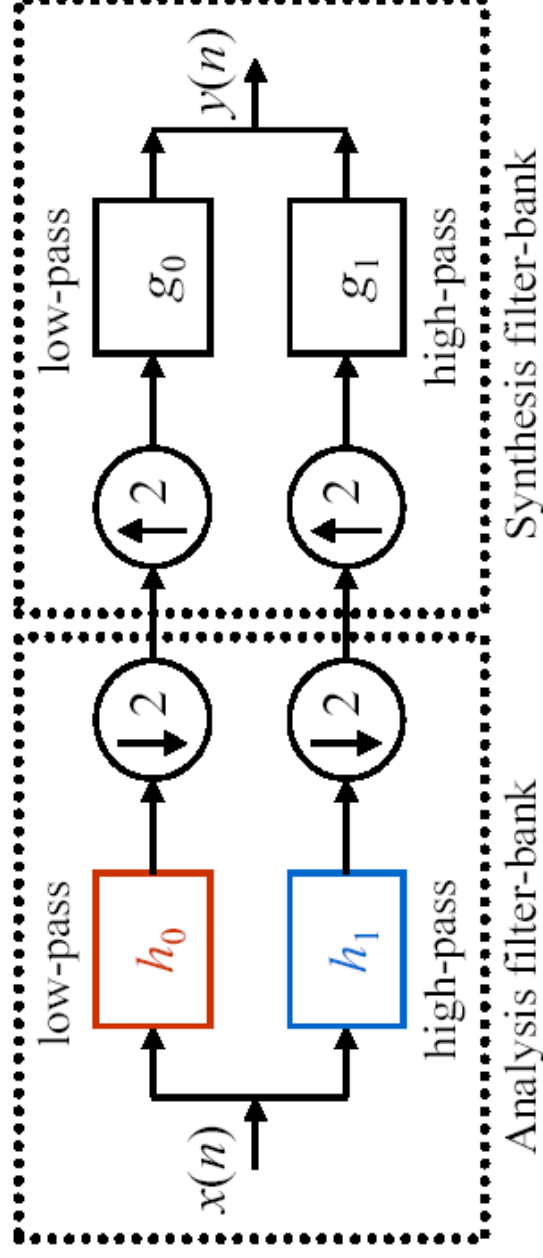 low-pass
low-pass
h₀
↓2
↑2
g₀
x(n)
y(n)
h₁
↓2
↑2
g₁
high-pass
high-pass
Analysis filter-bank
Synthesis filter-bank